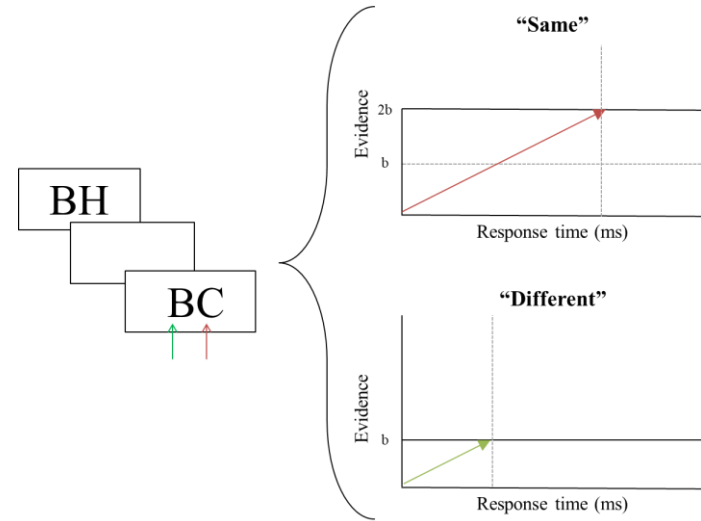 BH
BC
“Same”
Evidence
2b
b
Response time (ms)
“Different”
Evidence
b
Response time (ms)